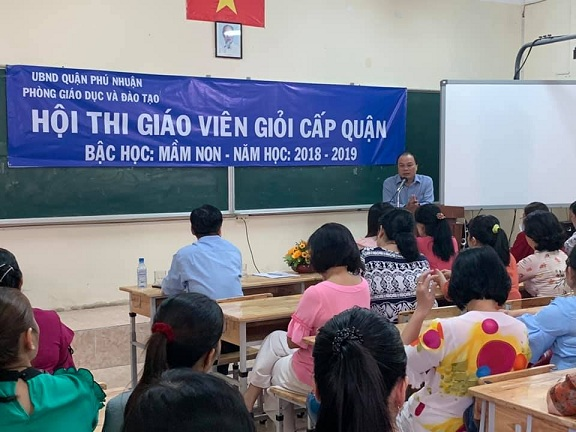 UBND QUẬN PHÚ NHUẬN
PHÒNG GIÁO DỤC VÀ ĐÀO TẠO
HỘI THI GIÁO VIÊN GIỎI CẤP QUẬN
BẬC HỌC: MẦM NON - NĂM HỌC: 2018 - 2019